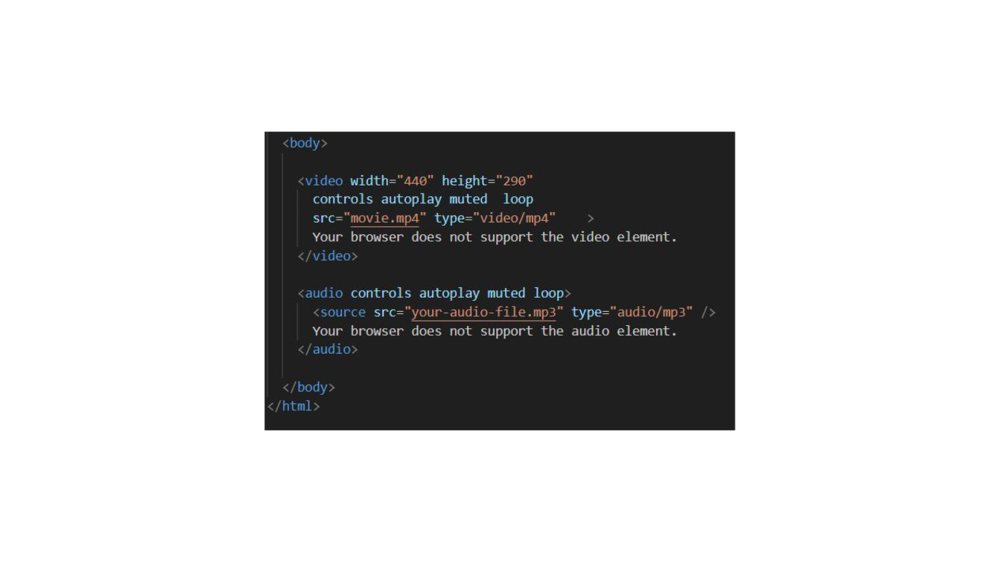 <body>
<video width="440" height="290"
controls autoplay muted  loop
src="movie.mp4" type="video/mp4"    >
Your browser does not support the video element.
</video>
<audio controls autoplay muted loop>
<source src="your-audio-file.mp3" type="audio/mp3" />
Your browser does not support the audio element.
</audio>
</body>
</html>